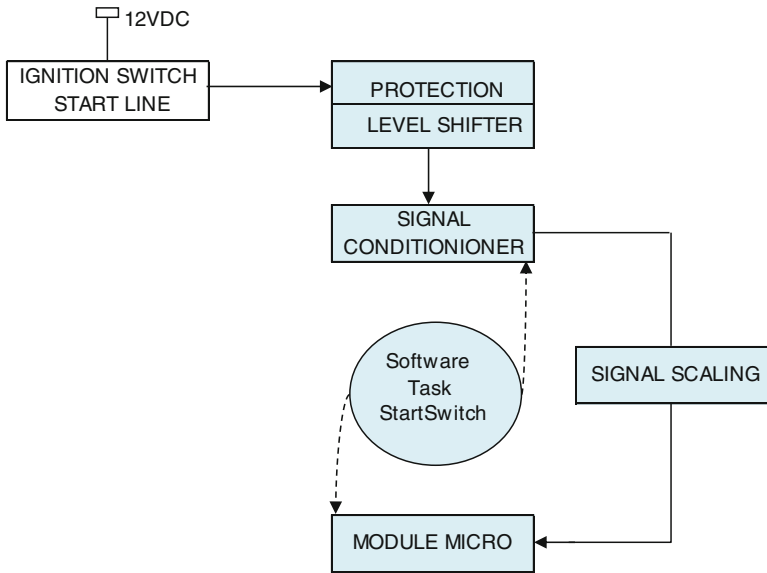 12VDC
IGNITION SWITCH
START LINE
PROTECTION
LEVEL SHIFTER
SIGNAL
CONDITIONIONER
Software
Task
StartSwitch
SIGNAL SCALING
MODULE MICRO